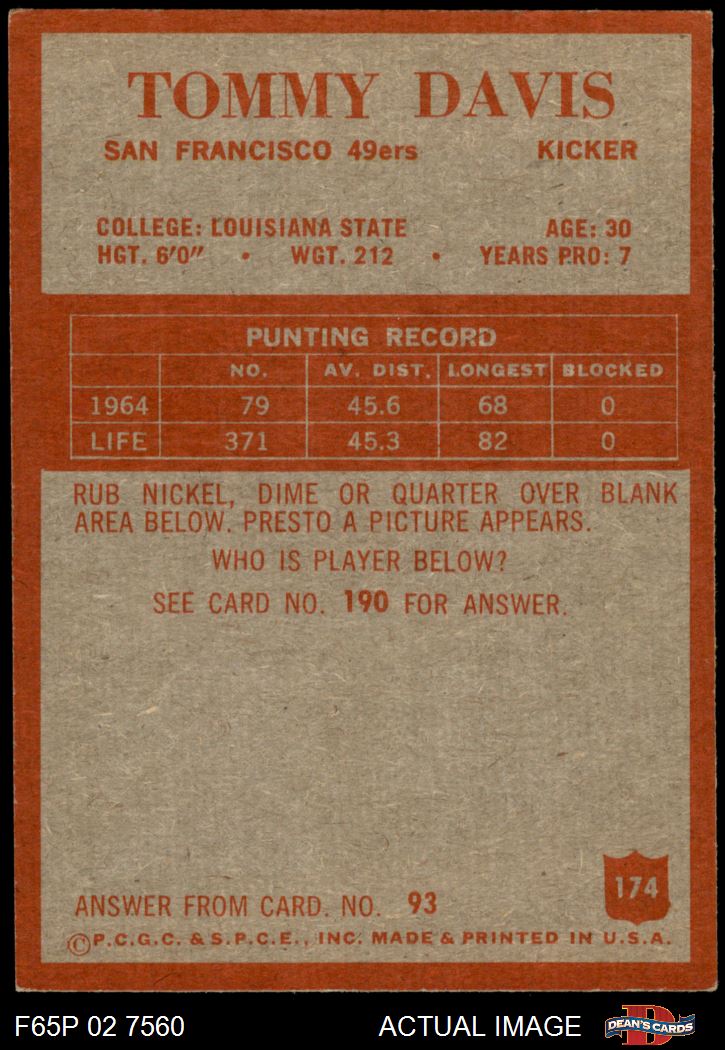 TOMMY DAVIS
SAN FRANCISCO 49ers KICKER
COLLEGE: LOUISIANA STATE AGE: 30
HGT. 6'0" • WGT. 212 • YEARS PRO: 7
PUNTING RECORD
NO. AV. DIST. LONGEST BLOCKED
1964 79 45.6 68 0
LIFE 371 45.3 82 0
RUB NICKEL, DIME OR QUARTER OVER BLANK
AREA BELOW. PRESTO A PICTURE APPEARS.
WHO IS PLAYER BELOW?
SEE CARD NO. 190 FOR ANSWER.
174
ANSWER FROM CARD. NO. 93
©P.C.G.C. & S.P.C.E., INC. MADE & PRINTED IN U.S.A.
F65P 02 7560 ACTUAL IMAGE
D
DEAN'S CARDS